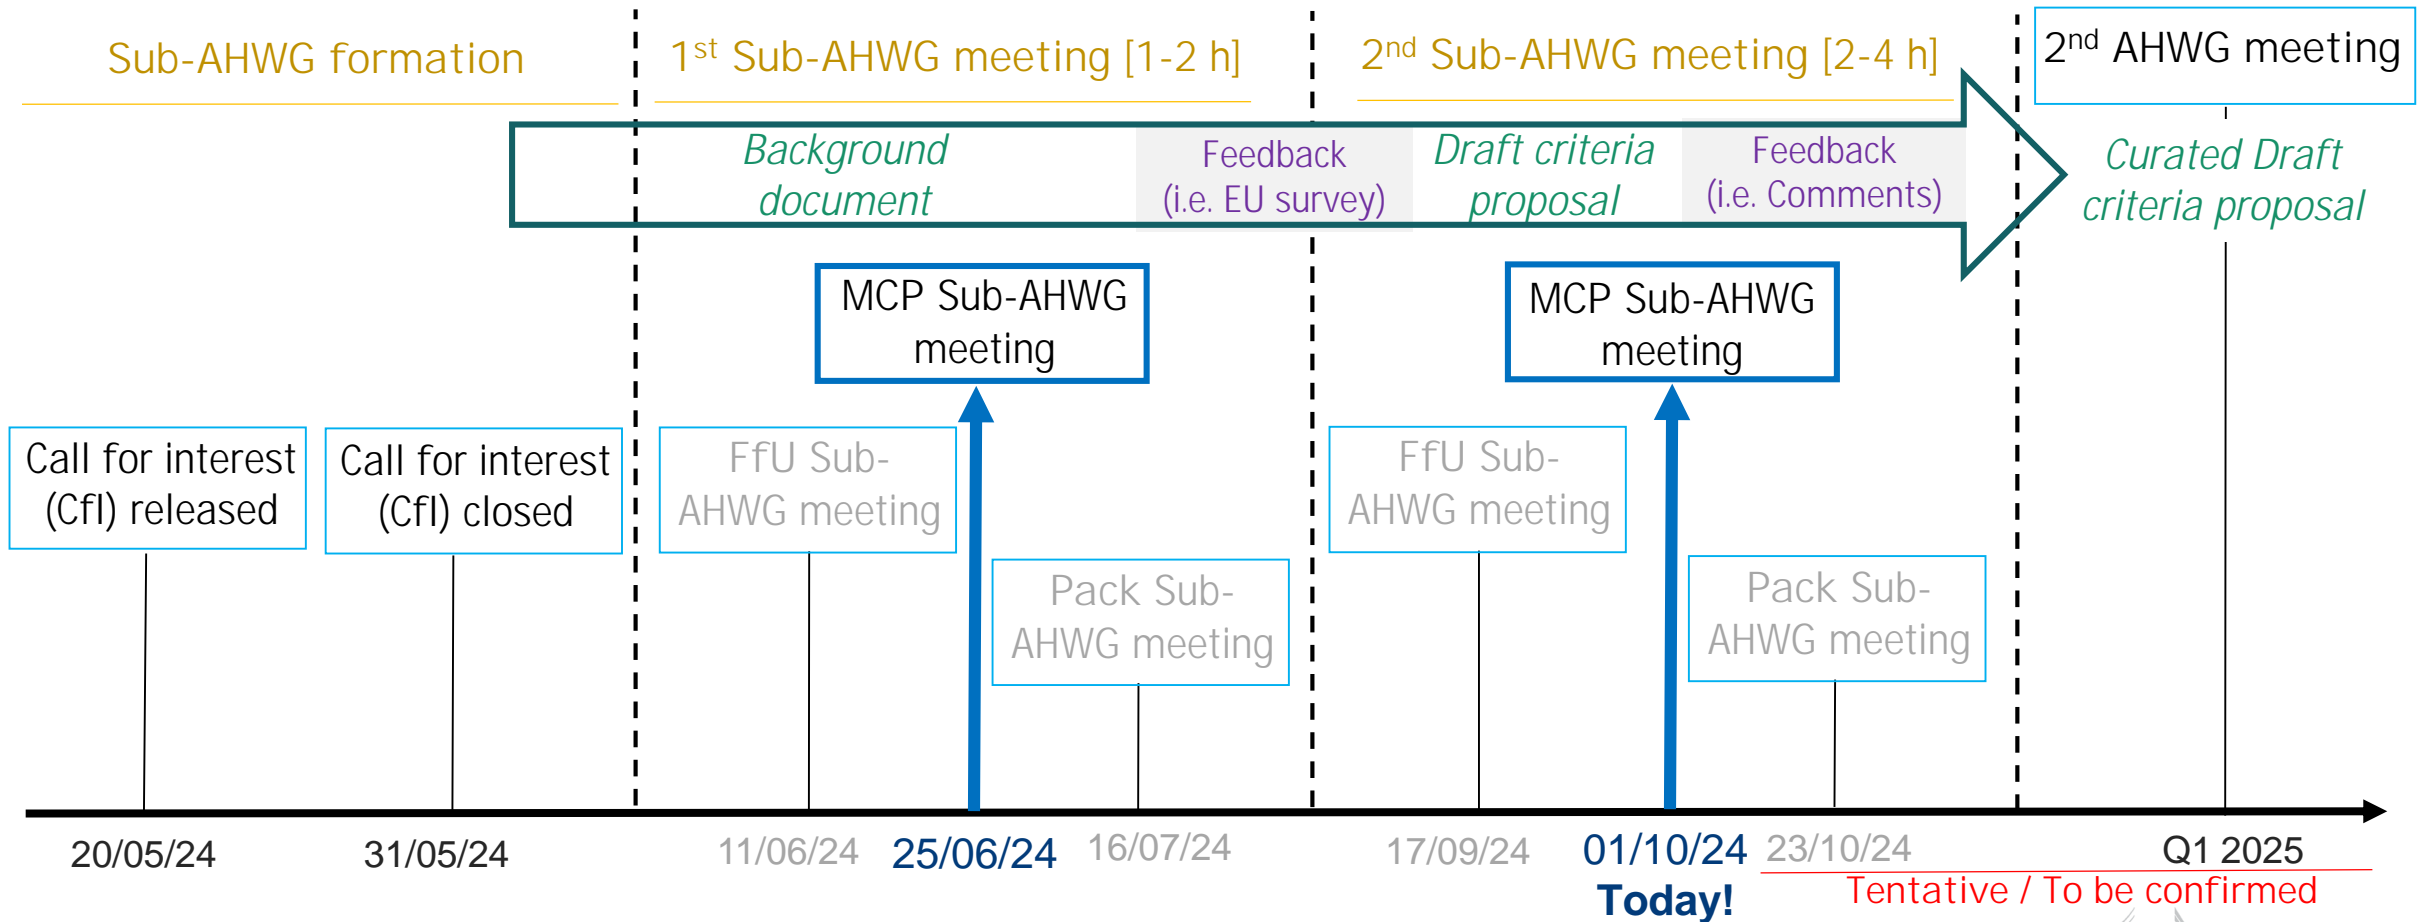 Sub-AHWG formation
1st Sub-AHWG meeting [1-2 h]
2nd Sub-AHWG meeting [2-4 h]
2nd AHWG meeting
Background
document
Feedback
(i.e. EU survey)
Draft criteria
proposal
Feedback
(i.e. Comments)
Curated Draft
criteria proposal
MCP Sub-AHWG
meeting
MCP Sub-AHWG
meeting
Call for interest
(CfI) released
Call for interest
(CfI) closed
FfU Sub-
AHWG meeting
FfU Sub-
AHWG meeting
Pack Sub-
AHWG meeting
Pack Sub-
AHWG meeting
20/05/24
31/05/24
11/06/24
25/06/24
16/07/24
17/09/24
01/10/24
23/10/24
Q1 2025
Today!
Tentative / To be confirmed